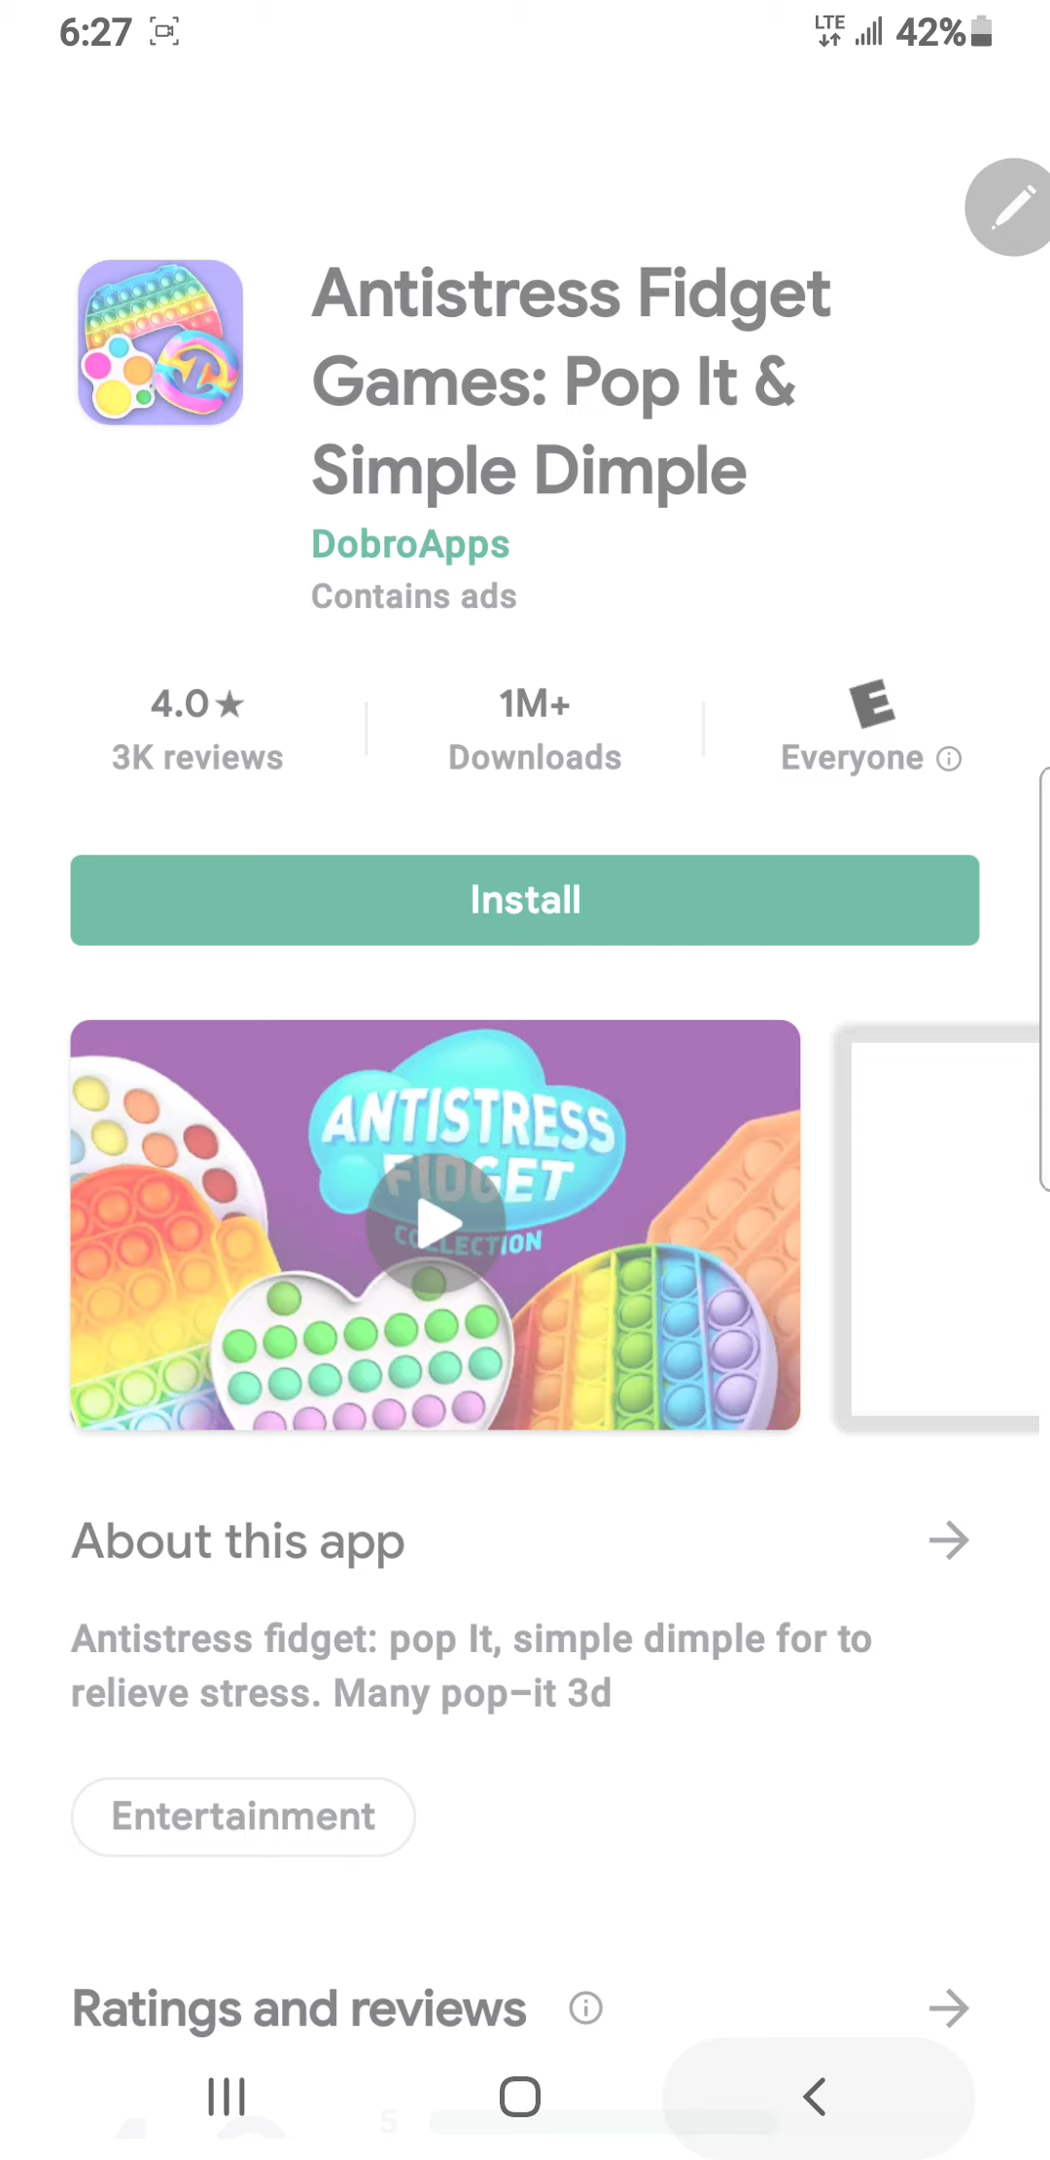 6:27 LTE 42%
Antistress Fidget
Games: Pop It &
Simple Dimple
DobroApps
Contains ads
4.0★ 1M+ E
3K reviews Downloads Everyone
Install
ANTISTRESS
FIDGET
COLLECTION
About this app
Antistress fidget: pop It, simple dimple for to
relieve stress. Many pop-it 3d
Entertainment
Ratings and reviews
5